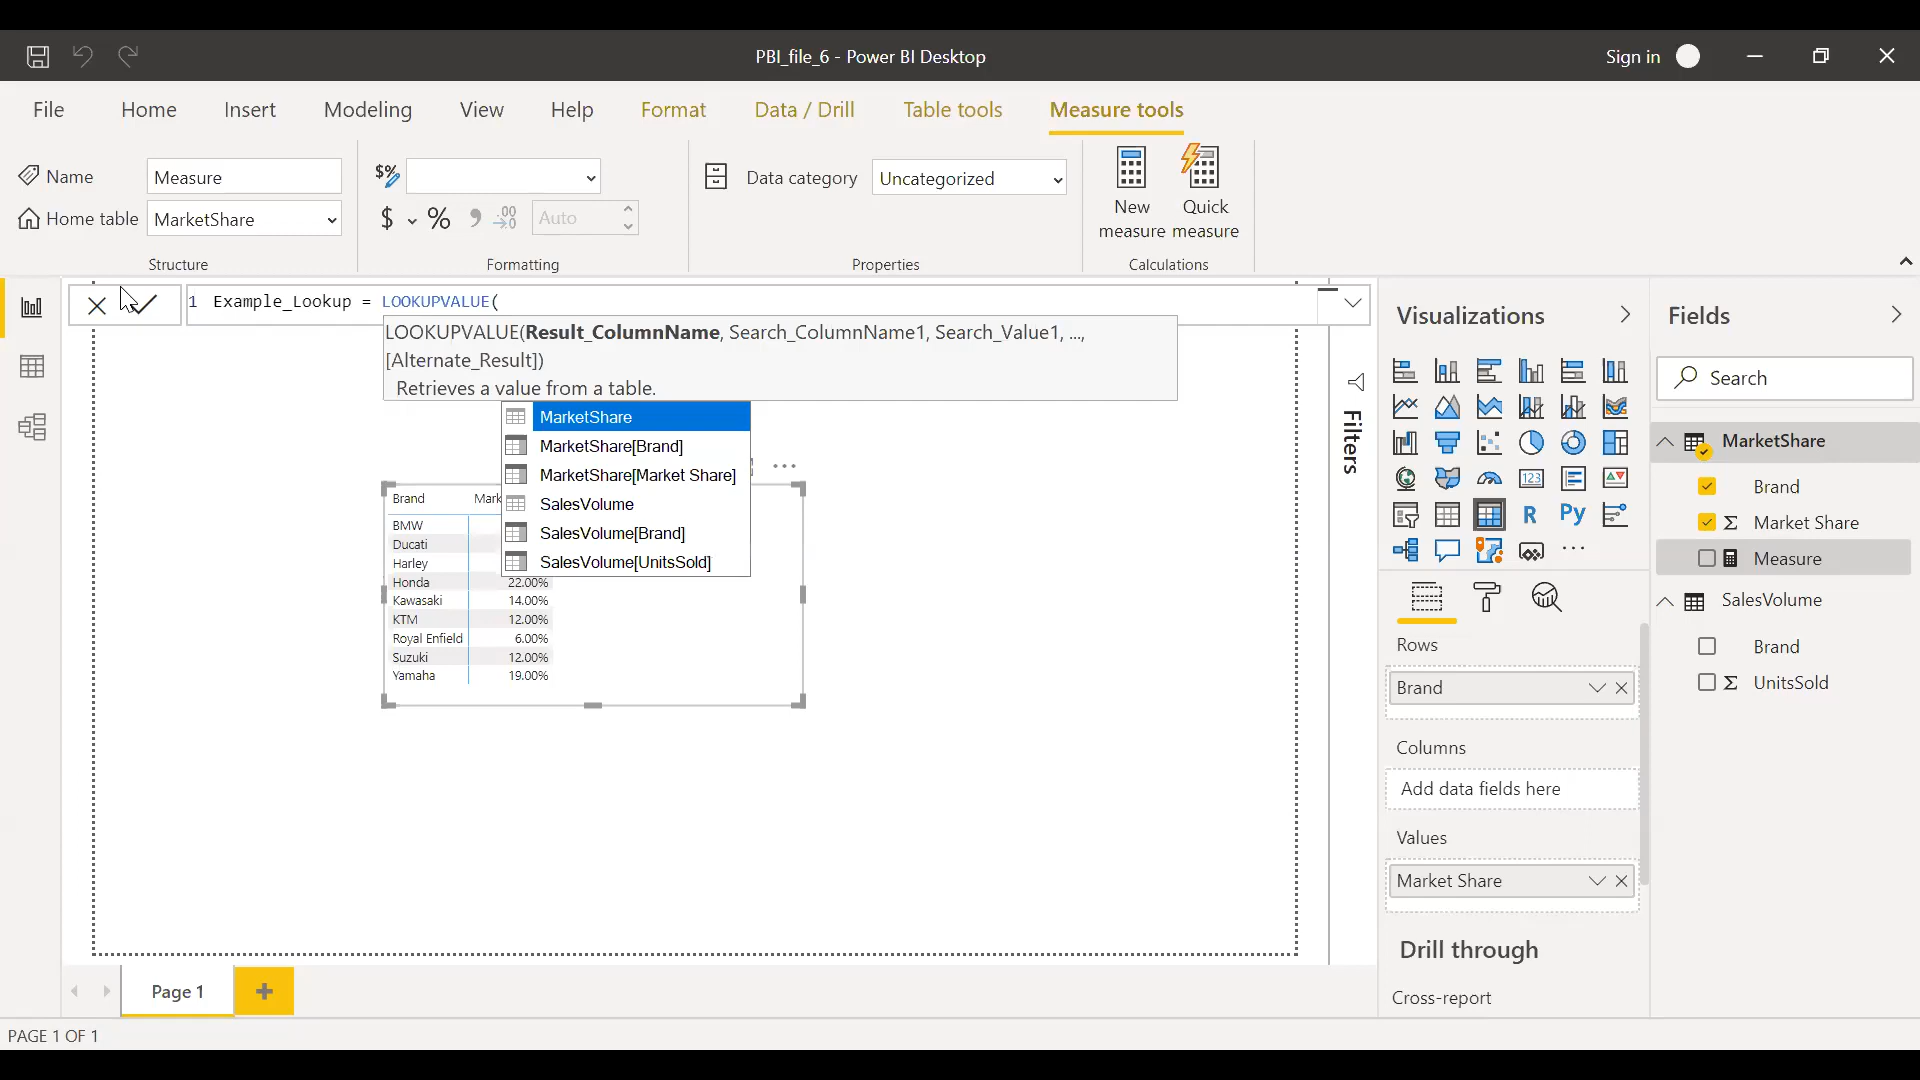 PBI_file_6 - Power BI Desktop
Sign in
File Home Insert Modeling View Help Format Data / Drill Table tools Measure tools
Name Measure
Home table MarketShare
Structure
$%
$ % 9 .00
Auto
Formatting
Data category Uncategorized
Properties
New measure
Quick measure
Calculations
1 Example_Lookup = LOOKUPVALUE(
LOOKUPVALUE(Result_ColumnName, Search_ColumnName1, Search_Value1, ...,
[Alternate_Result])
Retrieves a value from a table.
MarketShare
MarketShare[Brand]
MarketShare[Market Share]
SalesVolume
SalesVolume[Brand]
SalesVolume[UnitsSold]
Brand Mark
BMW
Ducati
Harley
Honda 22.00%
Kawasaki 14.00%
KTM 12.00%
Royal Enfield 6.00%
Suzuki 12.00%
Yamaha 19.00%
Filters
Visualizations
123
R Py
Rows
Brand
Columns
Add data fields here
Values
Market Share
Drill through
Cross-report
Fields
Search
MarketShare
Brand
Σ Market Share
Measure
SalesVolume
Brand
Σ UnitsSold
Page 1
PAGE 1 OF 1